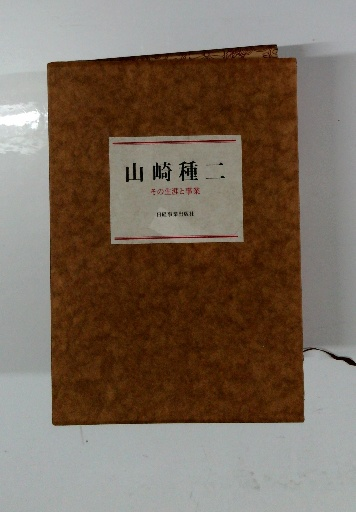 山崎種二
その生涯と事業
日経事業出版社